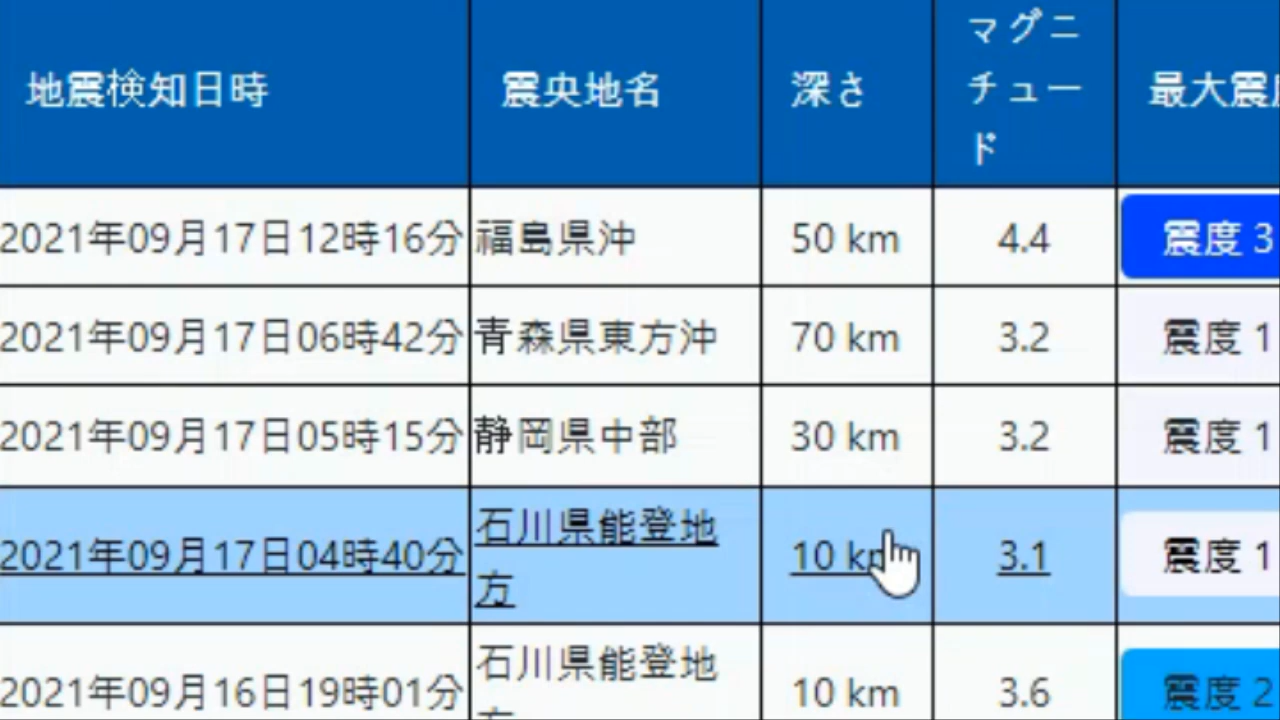 地震検知日時 震央地名 深さ マグニチュード 最大震
2021年09月17日12時16分 福島県沖 50 km 4.4 震度 3
2021年09月17日06時42分 青森県東方沖 70 km 3.2 震度 1
2021年09月17日05時15分 静岡県中部 30 km 3.2 震度 1
2021年09月17日04時40分 石川県能登地方 10 km 3.1 震度 1
2021年09月16日19時01分 石川県能登地 10 km 3.6 震度 2